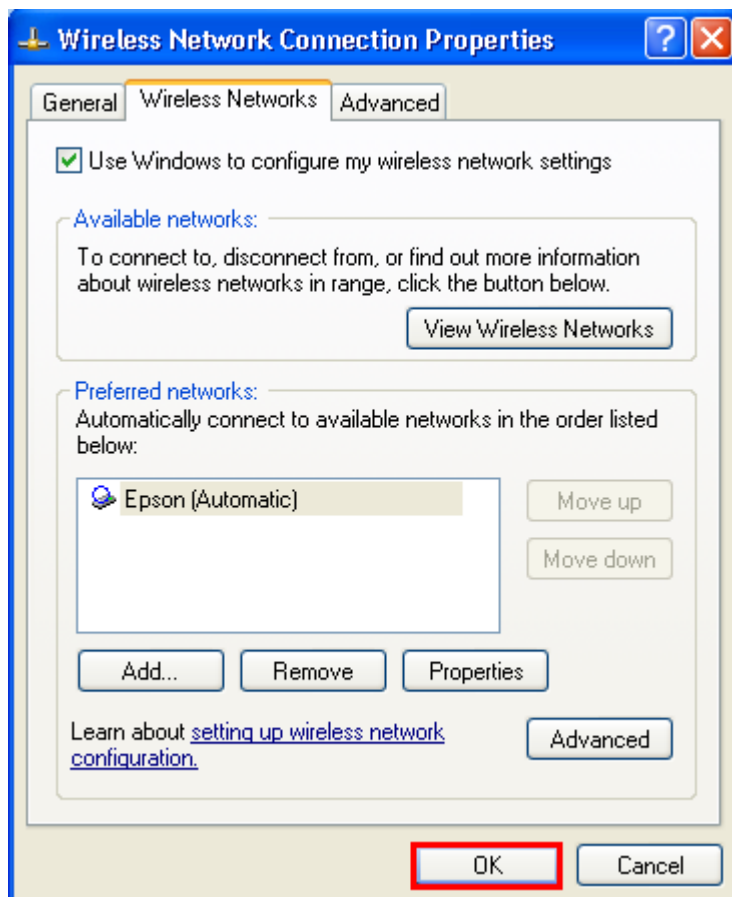 Wireless Network Connection Properties
General Wireless Networks Advanced
Use Windows to configure my wireless network settings
Available networks:
To connect to, disconnect from, or find out more information
about wireless networks in range, click the button below.
View Wireless Networks
Preferred networks:
Automatically connect to available networks in the order listed
below:
Epson (Automatic)
Move up
Move down
Add... Remove Properties
Learn about setting up wireless network
configuration.
Advanced
OK Cancel